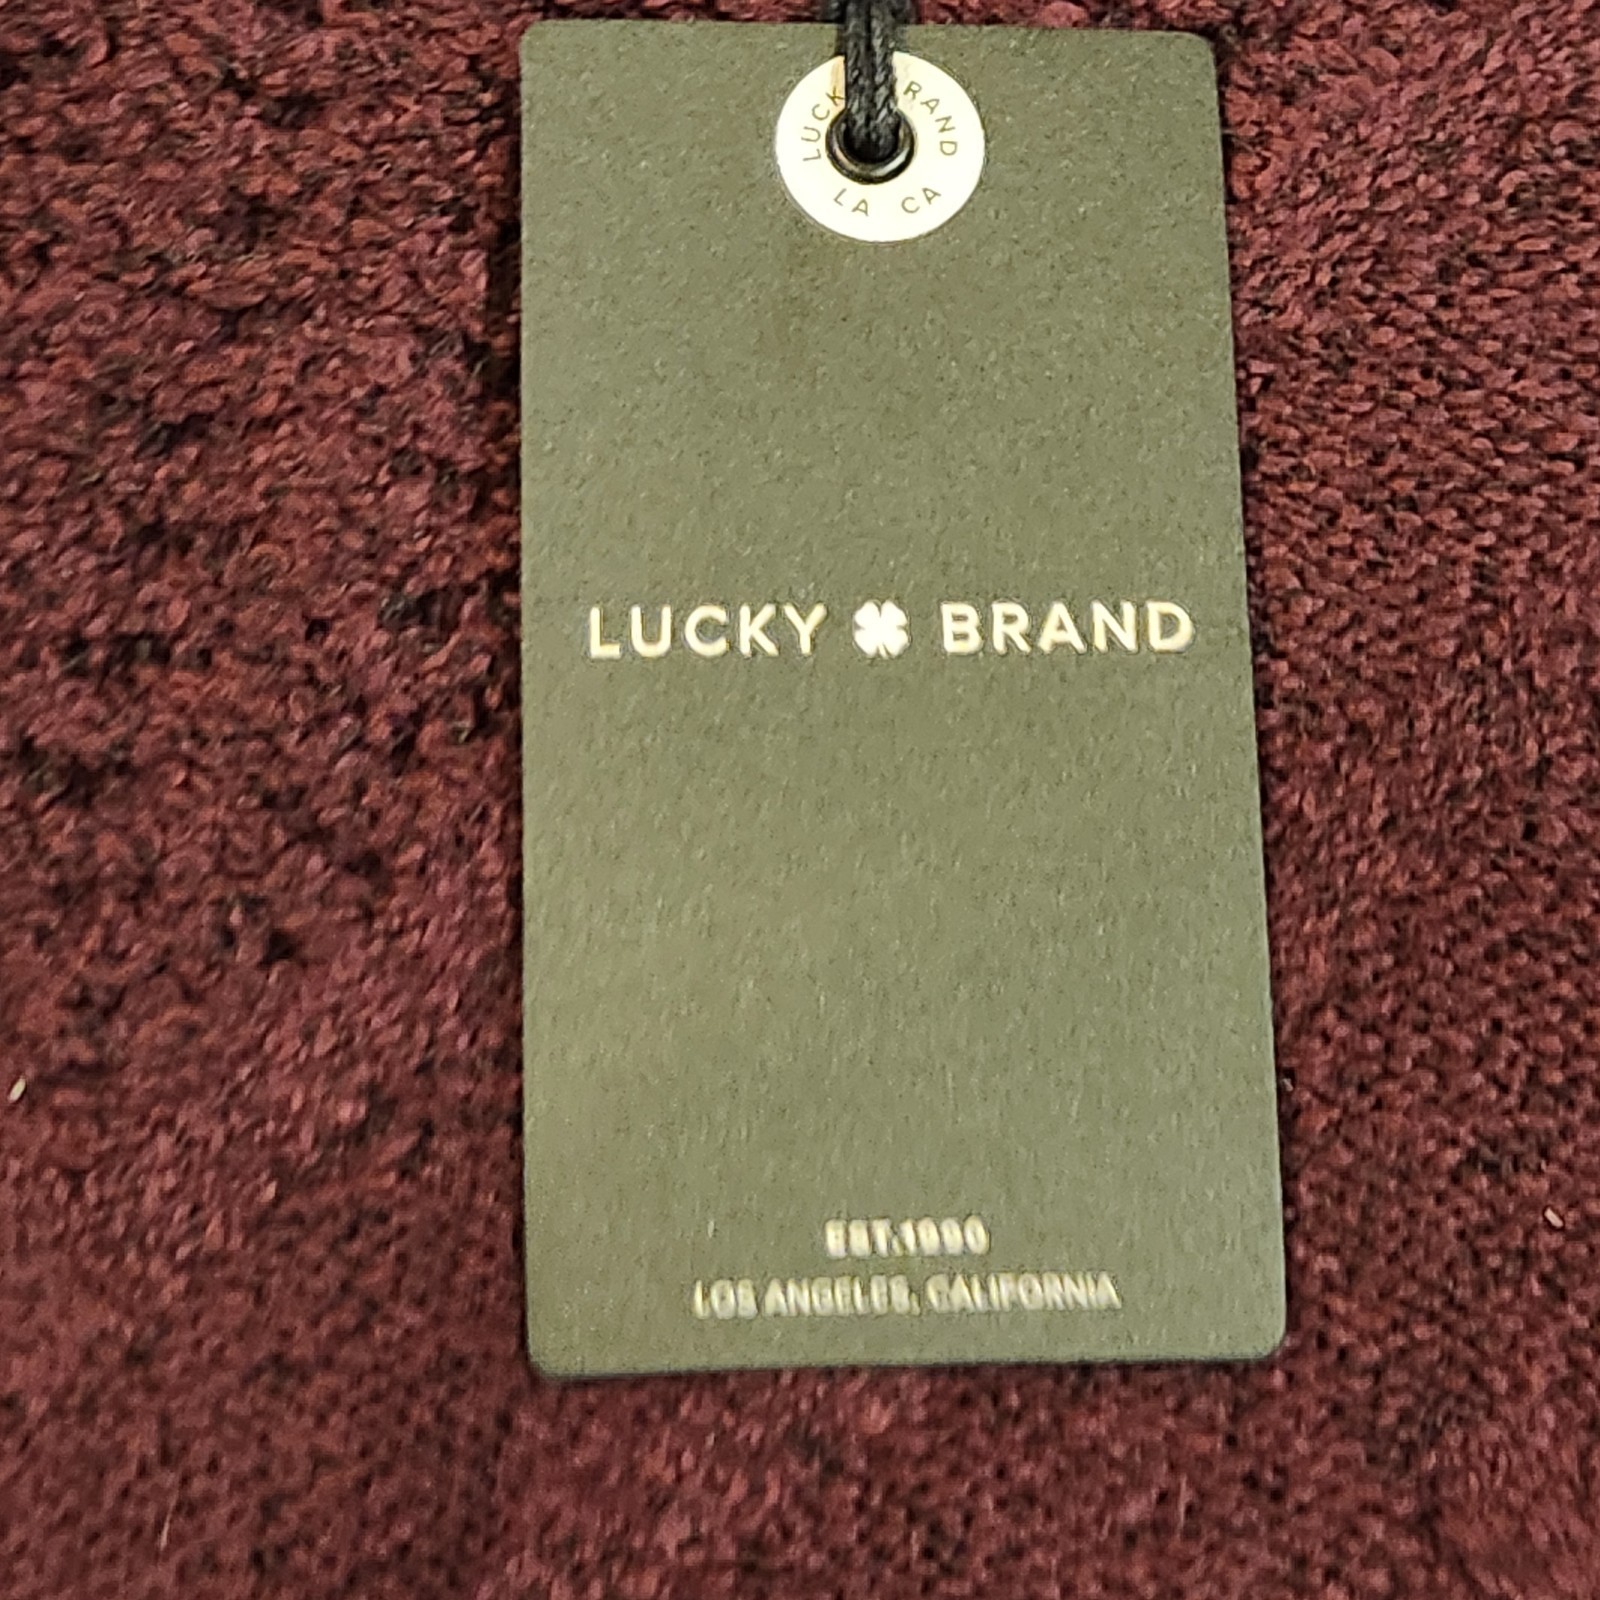 LUCKY BRAND
LA CA
LUCKY BRAND
EST.1990
LOS ANGELES, CALIFORNIA